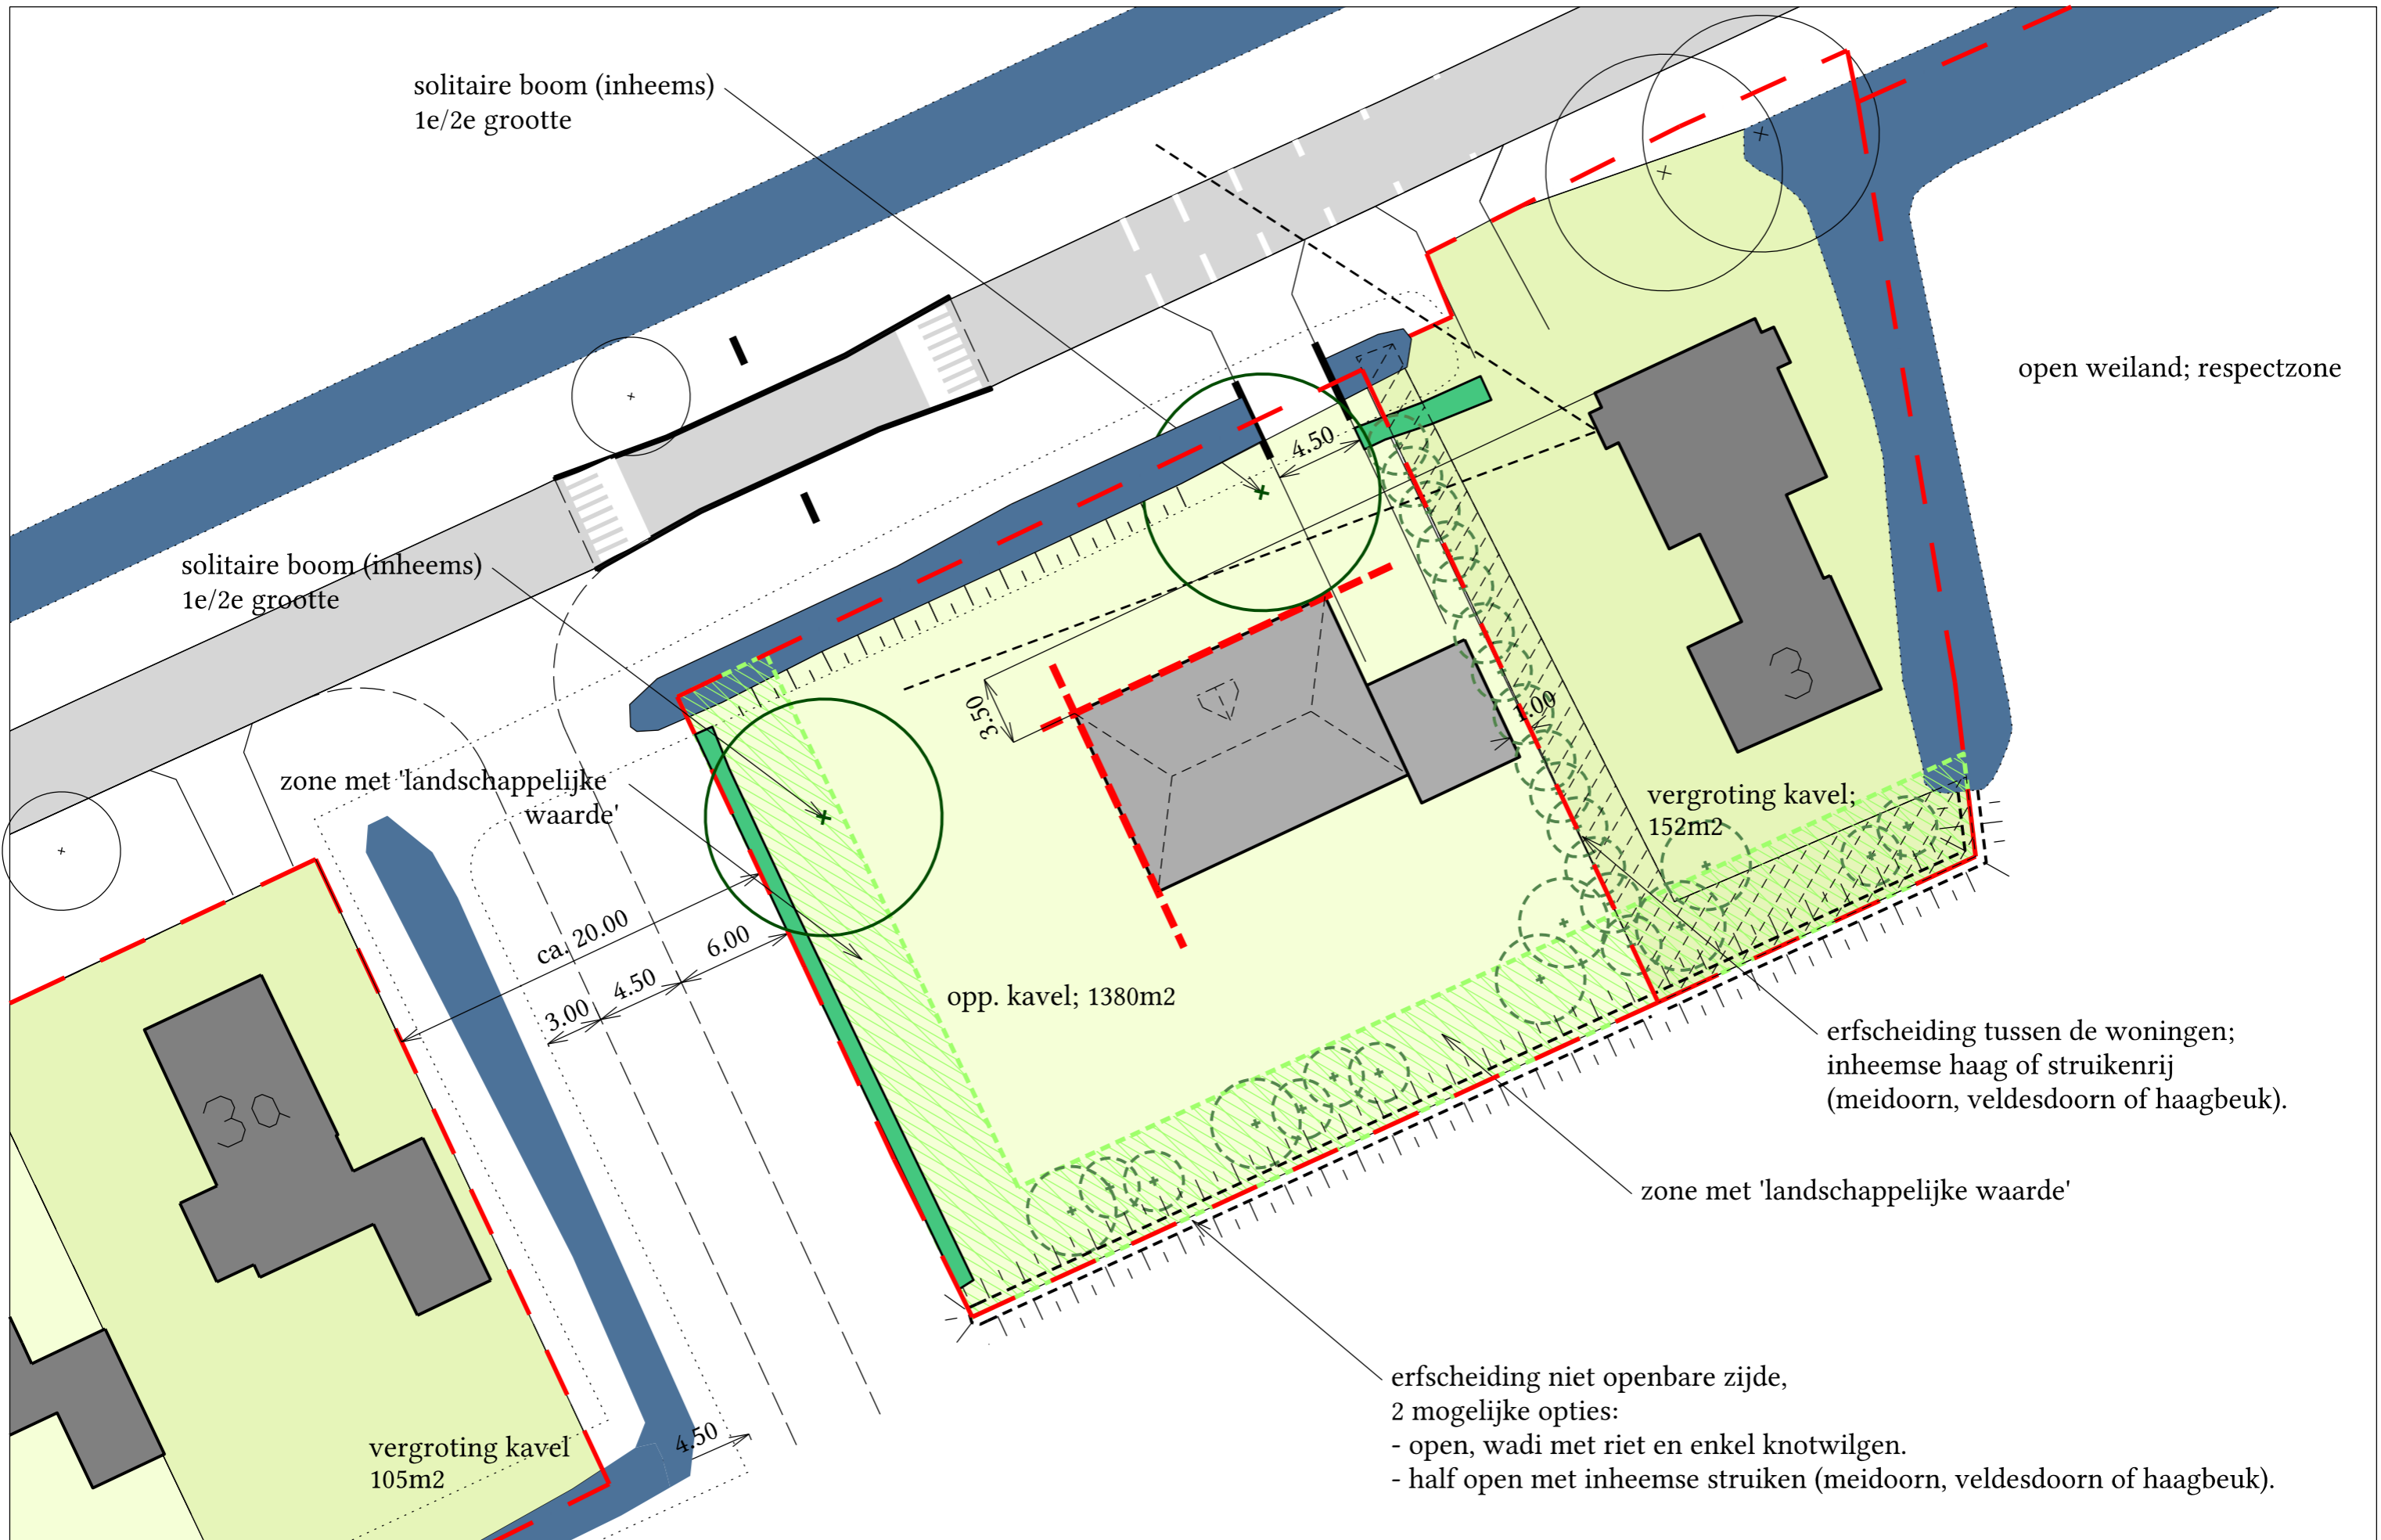 solitaire boom (inheems)
1e/2e grootte
open weiland; respectzone
4.50
solitaire boom (inheems)
1e/2e grootte
3.50
1.00
3
zone met 'landschappelijke
waarde'
vergroting kavel;
152m2
ca. 20.00
6.00
4.50
3.00
opp. kavel; 1380m2
30
erfscheiding tussen de woningen;
inheemse haag of struikenrij
(meidoorn, veldesdoorn of haagbeuk).
zone met 'landschappelijke waarde'
erfscheiding niet openbare zijde,
2 mogelijke opties:
- open, wadi met riet en enkel knotwilgen.
- half open met inheemse struiken (meidoorn, veldesdoorn of haagbeuk).
4.50
vergroting kavel
105m2